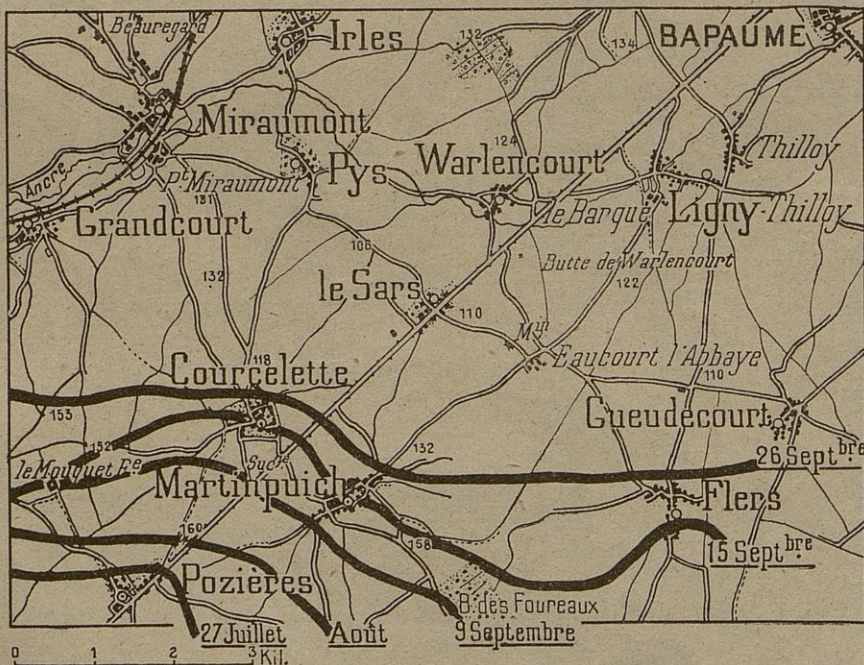 Beauregard
Irles
132
134
BAPAUME
Miraumont
124
Thilloy
Ancre
Pt Miraumont
Pys
Warlencourt
131
le Barque
Ligny-Thilloy
Grandcourt
106
Butte de Warlencourt
132
le Sars
122
110
Min
118
Eaucourt l'Abbaye
Courcelette
110
153
Gueudecourt
152
132
le Mouquet Fe
Sucrie
26 Septbre
Martinpuich
Flers
160
158
15 Septbre
Pozières
B. des Foureaux
27 Juillet
Août
9 Septembre
0 1 2 3 Kil.